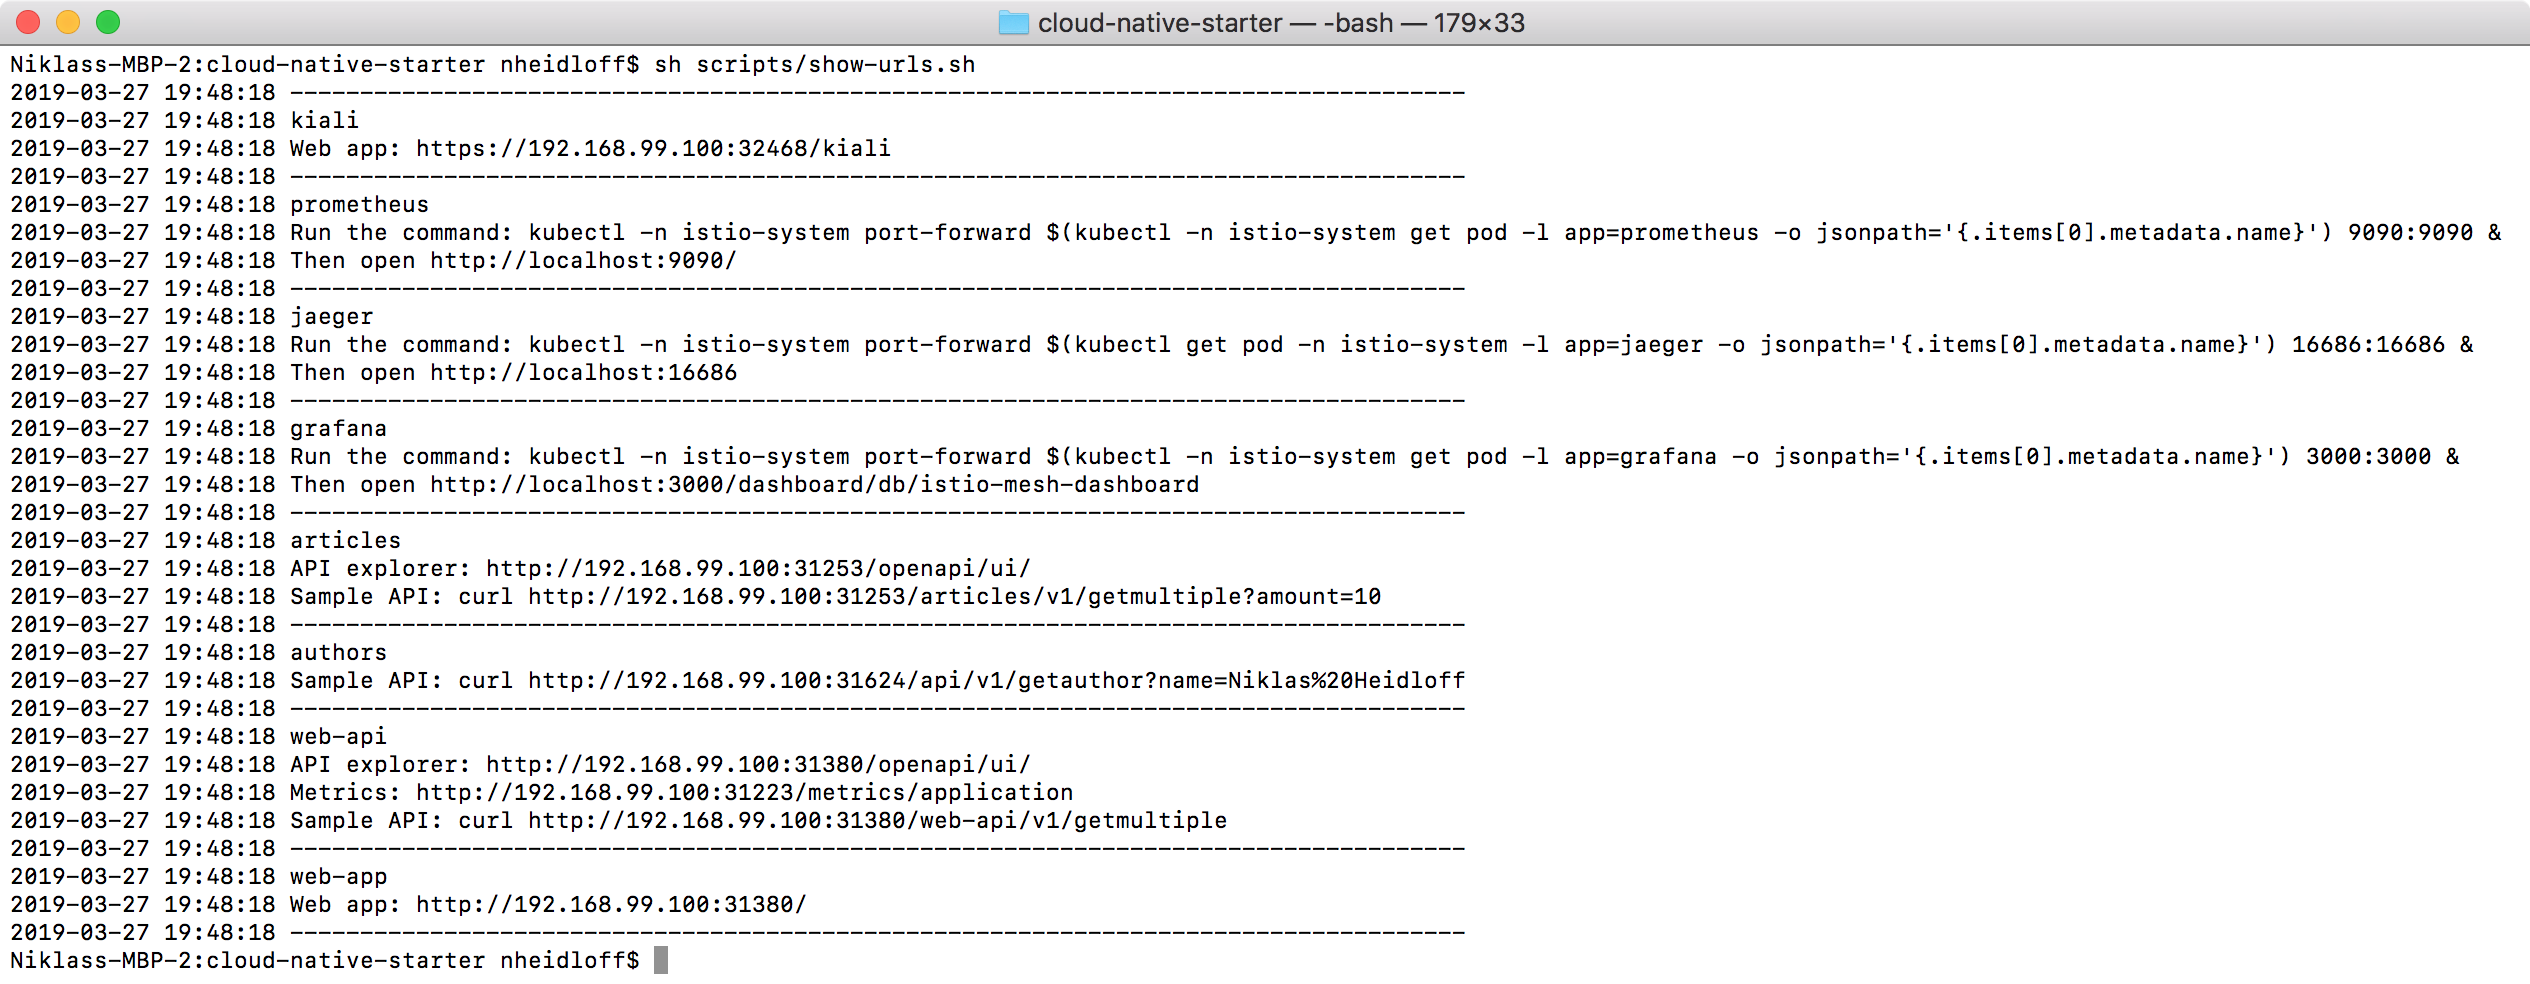 cloud-native-starter — -bash — 179×33
Niklass-MBP-2:cloud-native-starter nheidloff$ sh scripts/show-urls.sh
2019-03-27 19:48:18 ------------------------------------------------------------------------------------
2019-03-27 19:48:18 kiali
2019-03-27 19:48:18 Web app: https://192.168.99.100:32468/kiali
2019-03-27 19:48:18 ------------------------------------------------------------------------------------
2019-03-27 19:48:18 prometheus
2019-03-27 19:48:18 Run the command: kubectl -n istio-system port-forward $(kubectl -n istio-system get pod -l app=prometheus -o jsonpath='{.items[0].metadata.name}') 9090:9090 &
2019-03-27 19:48:18 Then open http://localhost:9090/
2019-03-27 19:48:18 ------------------------------------------------------------------------------------
2019-03-27 19:48:18 jaeger
2019-03-27 19:48:18 Run the command: kubectl -n istio-system port-forward $(kubectl get pod -n istio-system -l app=jaeger -o jsonpath='{.items[0].metadata.name}') 16686:16686 &
2019-03-27 19:48:18 Then open http://localhost:16686
2019-03-27 19:48:18 ------------------------------------------------------------------------------------
2019-03-27 19:48:18 grafana
2019-03-27 19:48:18 Run the command: kubectl -n istio-system port-forward $(kubectl -n istio-system get pod -l app=grafana -o jsonpath='{.items[0].metadata.name}') 3000:3000 &
2019-03-27 19:48:18 Then open http://localhost:3000/dashboard/db/istio-mesh-dashboard
2019-03-27 19:48:18 ------------------------------------------------------------------------------------
2019-03-27 19:48:18 articles
2019-03-27 19:48:18 API explorer: http://192.168.99.100:31253/openapi/ui/
2019-03-27 19:48:18 Sample API: curl http://192.168.99.100:31253/articles/v1/getmultiple?amount=10
2019-03-27 19:48:18 ------------------------------------------------------------------------------------
2019-03-27 19:48:18 authors
2019-03-27 19:48:18 Sample API: curl http://192.168.99.100:31624/api/v1/getauthor?name=Niklas%20Heidloff
2019-03-27 19:48:18 ------------------------------------------------------------------------------------
2019-03-27 19:48:18 web-api
2019-03-27 19:48:18 API explorer: http://192.168.99.100:31380/openapi/ui/
2019-03-27 19:48:18 Metrics: http://192.168.99.100:31223/metrics/application
2019-03-27 19:48:18 Sample API: curl http://192.168.99.100:31380/web-api/v1/getmultiple
2019-03-27 19:48:18 ------------------------------------------------------------------------------------
2019-03-27 19:48:18 web-app
2019-03-27 19:48:18 Web app: http://192.168.99.100:31380/
2019-03-27 19:48:18 ------------------------------------------------------------------------------------
Niklass-MBP-2:cloud-native-starter nheidloff$